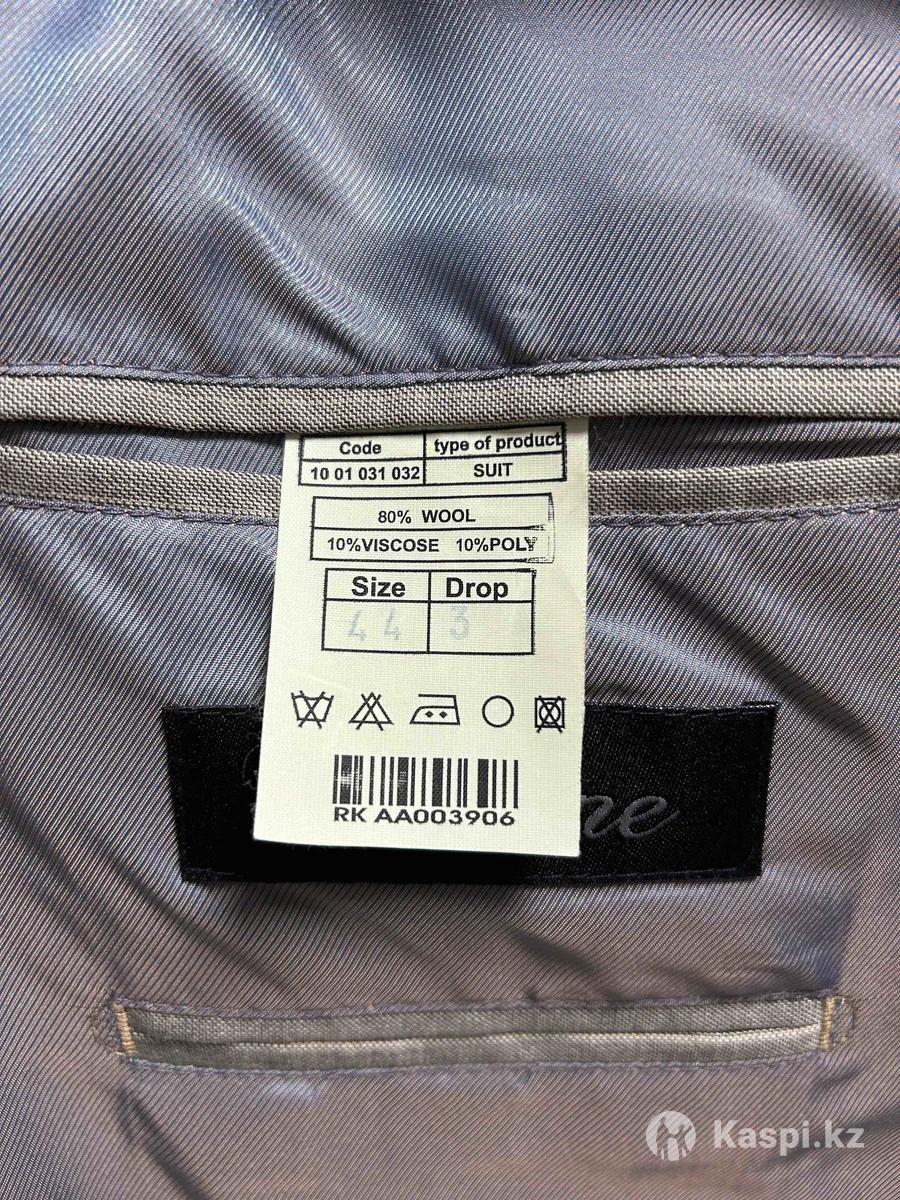 Code type of product
10 01 031 032 SUIT
80% WOOL
10%VISCOSE 10%POLY
Size Drop
44 3
RK AA003906
Kaspi.kz